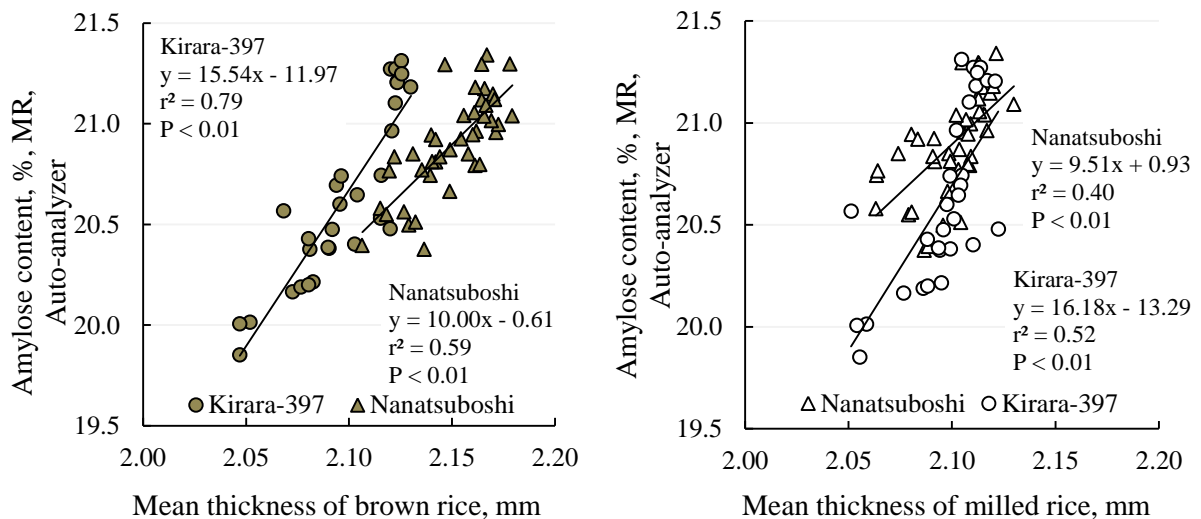 Amylose content, %, MR,
Auto-analyzer
21.5
21.0
20.5
20.0
19.5
Kirara-397
y = 15.54x - 11.97
r² = 0.79
P < 0.01
Nanatsuboshi
y = 10.00x - 0.61
r² = 0.59
P < 0.01
Kirara-397 Nanatsuboshi
2.00 2.05 2.10 2.15 2.20
Mean thickness of brown rice, mm
Amylose content, %, MR,
Auto-analyzer
21.5
21.0
20.5
20.0
19.5
Nanatsuboshi
y = 9.51x + 0.93
r² = 0.40
P < 0.01
Kirara-397
y = 16.18x - 13.29
r² = 0.52
P < 0.01
Nanatsuboshi Kirara-397
2.00 2.05 2.10 2.15 2.20
Mean thickness of milled rice, mm